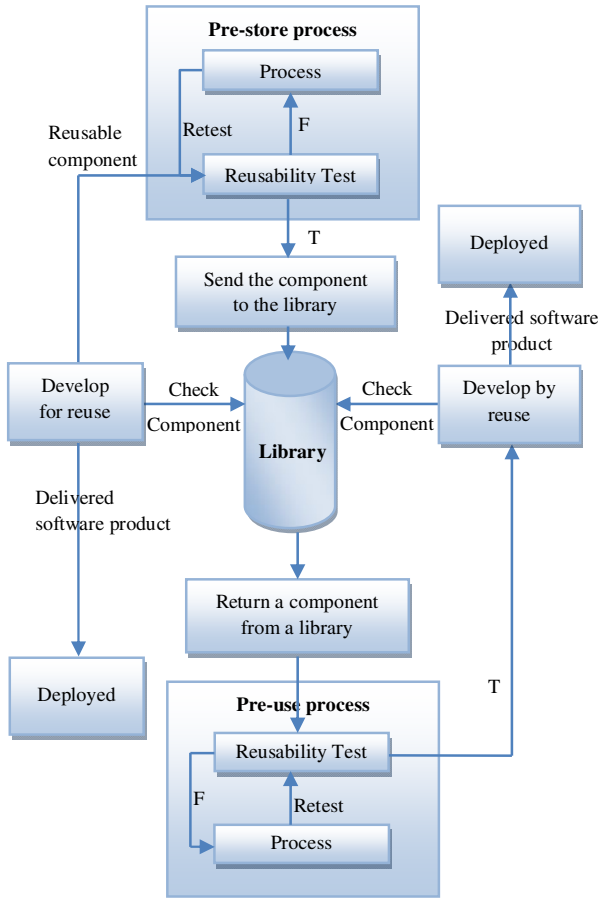 Pre-store process
Process
Reusable
component
Retest
F
Reusability Test
T
Send the component
to the library
Deployed
Delivered software
product
Develop
for reuse
Check
Component
Library
Check
Component
Develop by
reuse
Delivered
software product
Return a component
from a library
Deployed
T
Pre-use process
Reusability Test
F
Retest
Process